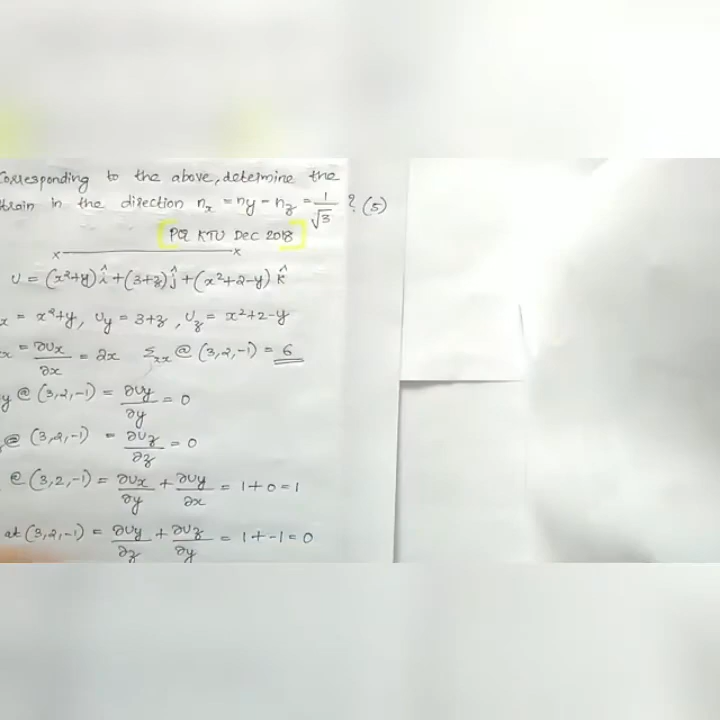 Corresponding to the above, determine the
strain in the direction nx = ny = nz = 1/√3 ? (5)
[PQ KTU Dec 2018]
x x
U = (x²+y) î + (3+z) ĵ + (x²+2-y) k̂
x = x²+y, Uy = 3+z, Uz = x²+2-y
x = ∂Ux/∂x = 2x Σxx @ (3,2,-1) = 6
y @ (3,2,-1) = ∂Uy/∂y = 0
@ (3,2,-1) = ∂Uz/∂z = 0
@ (3,2,-1) = ∂Ux/∂y + ∂Uy/∂x = 1+0 = 1
at (3,2,-1) = ∂Uy/∂z + ∂Uz/∂y = 1+-1 = 0